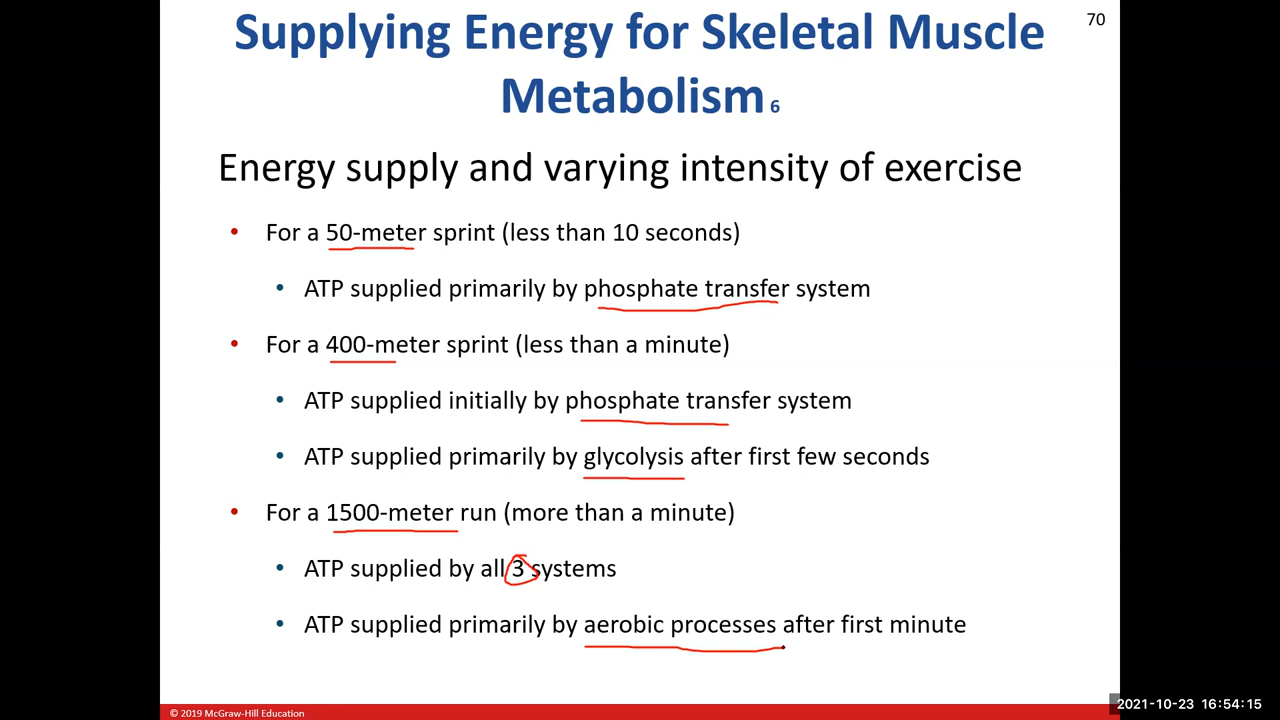 70
Supplying Energy for Skeletal Muscle
Metabolism 6
Energy supply and varying intensity of exercise
• For a 50-meter sprint (less than 10 seconds)
• ATP supplied primarily by phosphate transfer system
• For a 400-meter sprint (less than a minute)
• ATP supplied initially by phosphate transfer system
• ATP supplied primarily by glycolysis after first few seconds
• For a 1500-meter run (more than a minute)
• ATP supplied by all 3 systems
• ATP supplied primarily by aerobic processes after first minute
© 2019 McGraw-Hill Education
2021-10-23 16:54:15